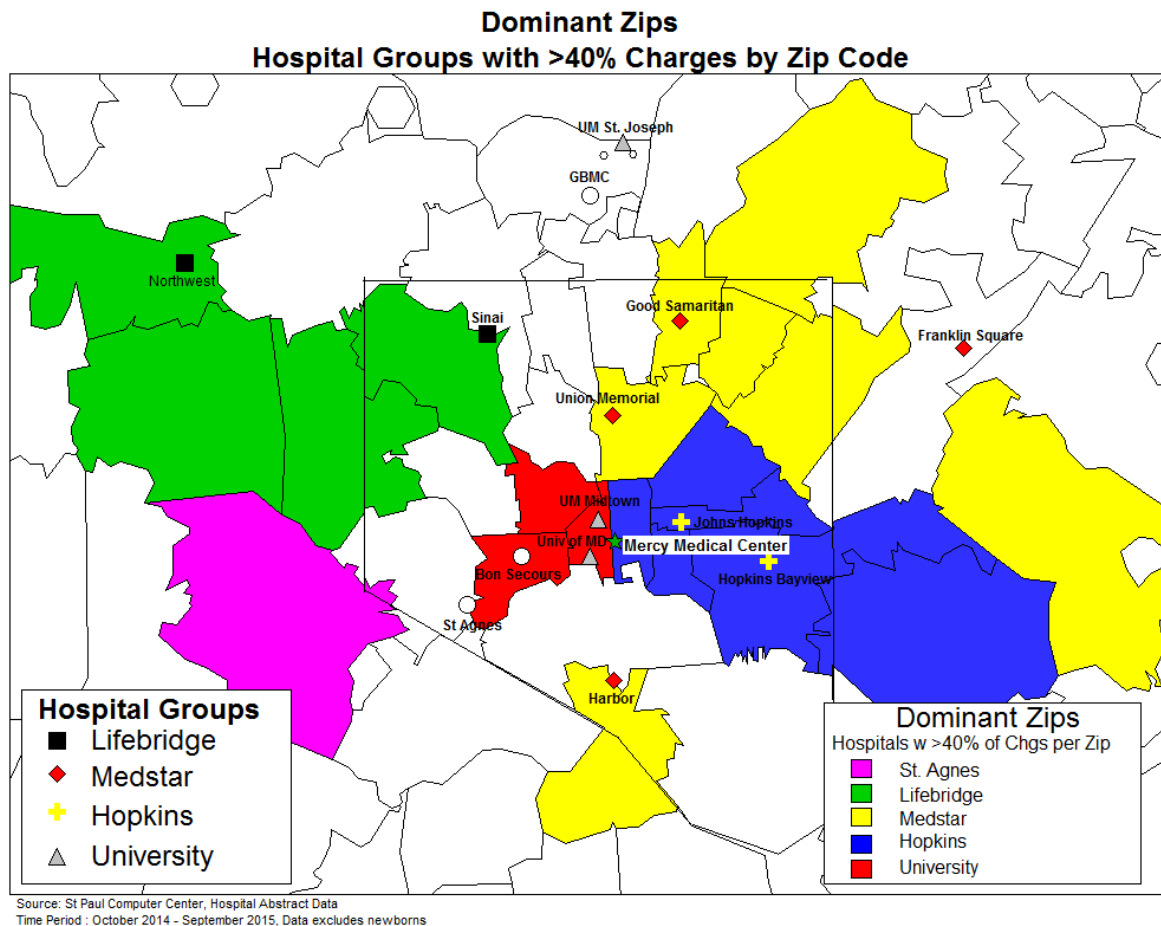 Dominant Zips
Hospital Groups with >40% Charges by Zip Code
UM St. Joseph
GBMC
Northwest
Good Samaritan
Sinai
Franklin Square
Union Memorial
UM Midtown
Johns Hopkins
Univ of MD
Mercy Medical Center
Bon Secours
Hopkins Bayview
St Agnes
Harbor
Hospital Groups
Lifebridge
Medstar
Hopkins
University
Dominant Zips
Hospitals w >40% of Chgs per Zip
St. Agnes
Lifebridge
Medstar
Hopkins
University
Source: St Paul Computer Center, Hospital Abstract Data
Time Period : October 2014 - September 2015, Data excludes newborns